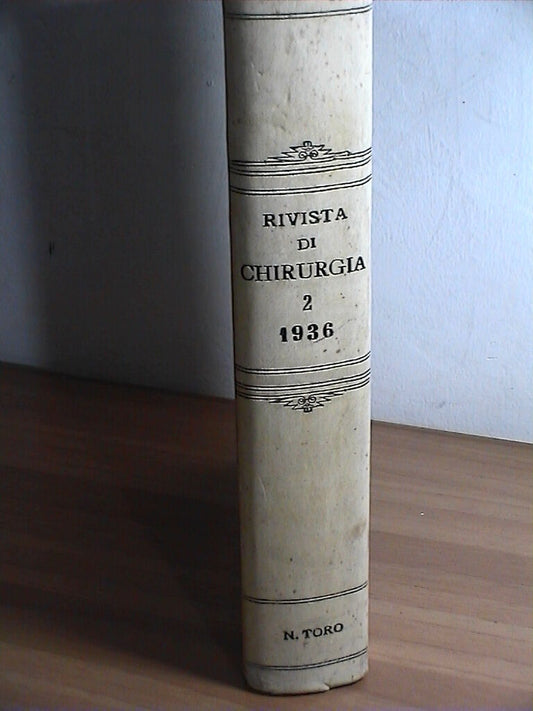 RIVISTA
DI
CHIRURGIA
2
1936
N. TORO